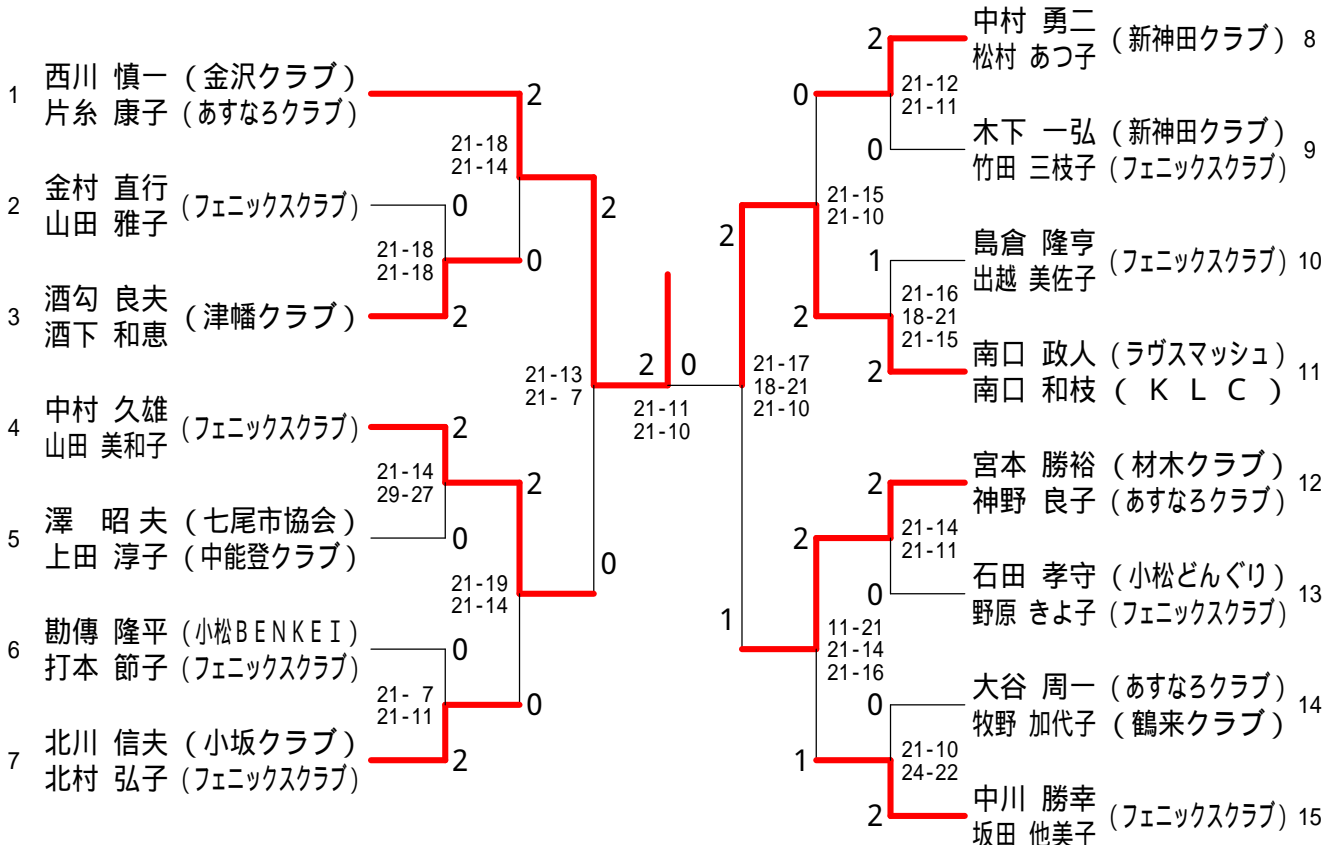 1 西川 慎一 (金沢クラブ)
片糸 康子 (あすなろクラブ)
2
21-18
21-14
2 金村 直行 (フェニックスクラブ)
山田 雅子
0
2
21-18
21-18
0
3 酒勾 良夫 (津幡クラブ)
酒下 和恵
2
21-13
21- 7
2 0
21-11
21-10
4 中村 久雄 (フェニックスクラブ)
山田 美和子
2
21-14
29-27
2
5 澤 昭夫 (七尾市協会)
上田 淳子 (中能登クラブ)
0
0
21-19
21-14
6 勘傳 隆平 (小松BENKEI)
打本 節子 (フェニックスクラブ)
0
21- 7
21-11
0
7 北川 信夫 (小坂クラブ)
北村 弘子 (フェニックスクラブ)
2
2 中村 勇二 (新神田クラブ) 8
松村 あつ子
0
21-12
21-11
0 木下 一弘 (新神田クラブ) 9
竹田 三枝子 (フェニックスクラブ)
21-15
21-10
2
1 島倉 隆亨 (フェニックスクラブ) 10
出越 美佐子
21-16
18-21
21-15
2
2 南口 政人 (ラヴスマッシュ) 11
南口 和枝 (KLC)
21-17
18-21
21-10
2 宮本 勝裕 (材木クラブ) 12
神野 良子 (あすなろクラブ)
2
21-14
21-11
0 石田 孝守 (小松どんぐり) 13
野原 きよ子 (フェニックスクラブ)
1
11-21
21-14
21-16
0 大谷 周一 (あすなろクラブ) 14
牧野 加代子 (鶴来クラブ)
21-10
24-22
1
2 中川 勝幸 (フェニックスクラブ) 15
坂田 他美子